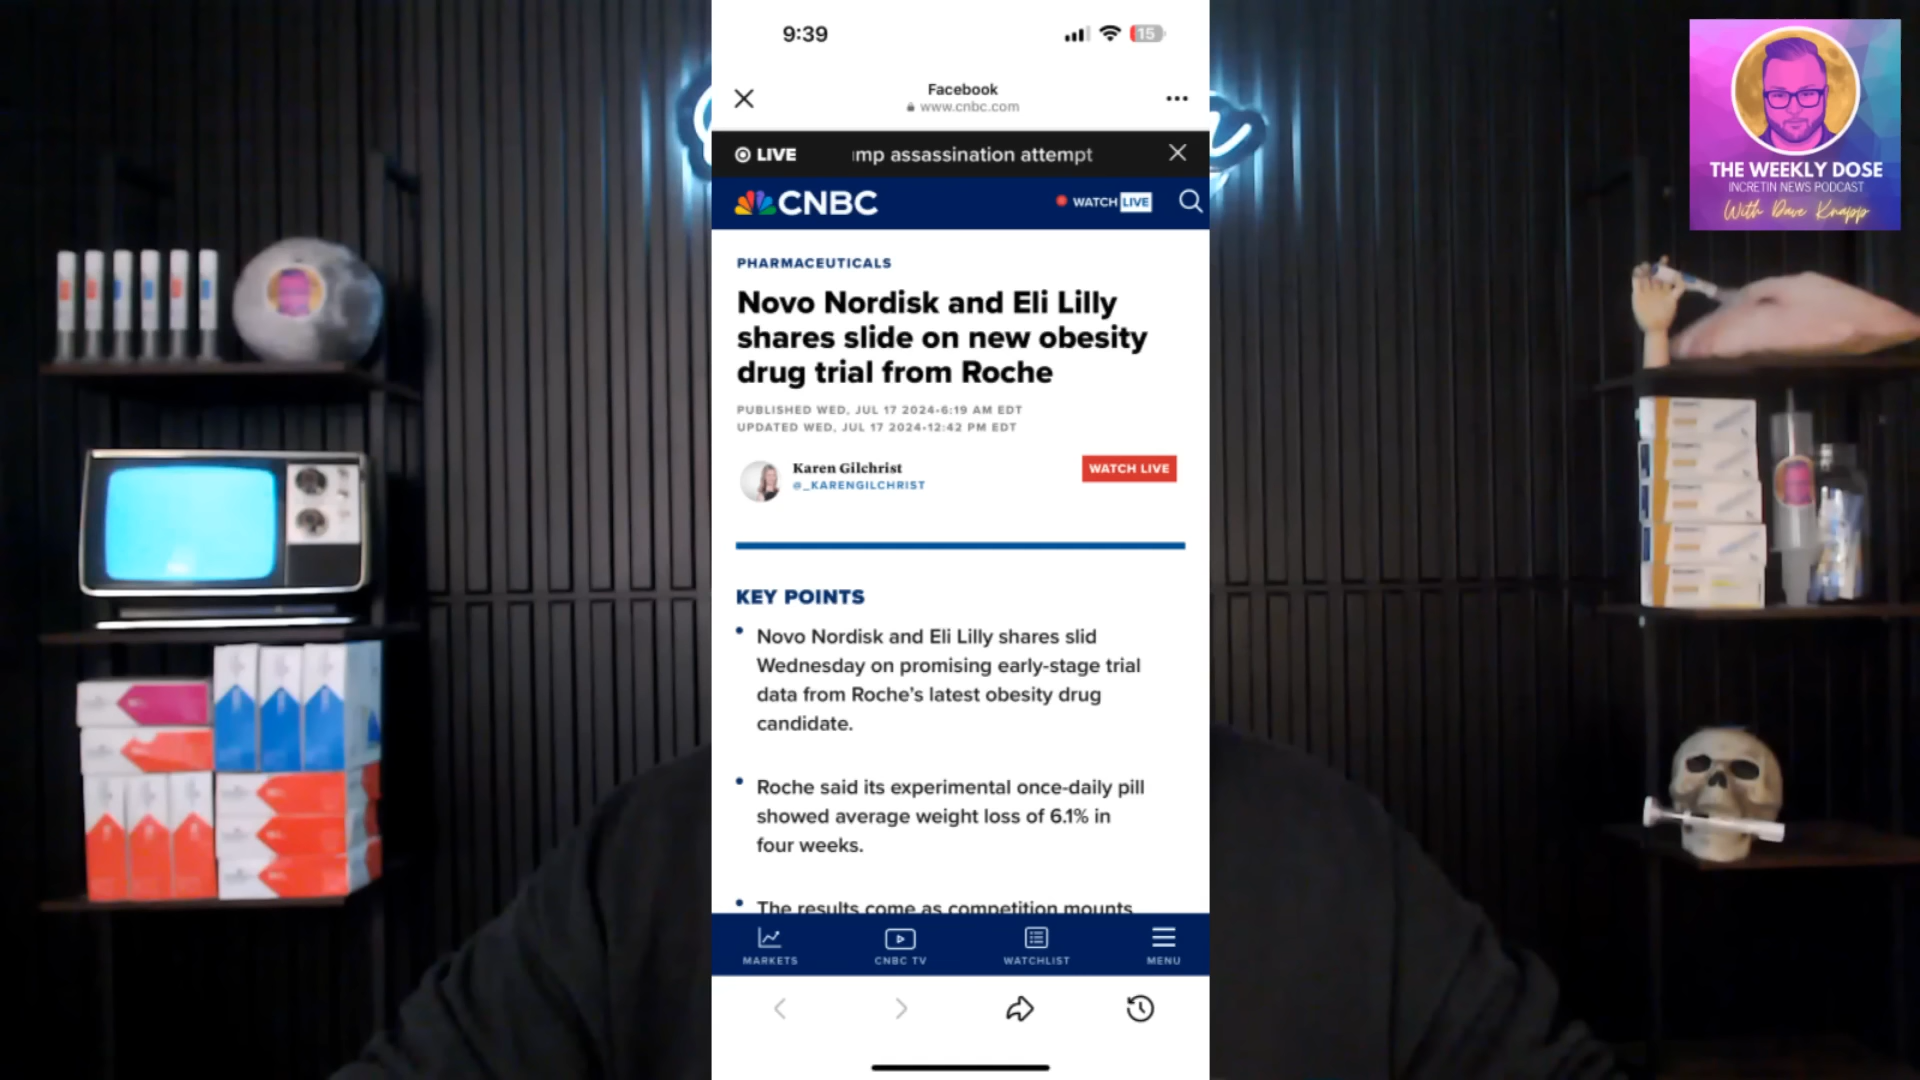 9:39
15
Facebook
www.cnbc.com
LIVE
ump assassination attempt
CNBC
WATCH LIVE
PHARMACEUTICALS
Novo Nordisk and Eli Lilly
shares slide on new obesity
drug trial from Roche
PUBLISHED WED, JUL 17 2024•6:19 AM EDT
UPDATED WED, JUL 17 2024•12:42 PM EDT
Karen Gilchrist
@_KARENGILCHRIST
WATCH LIVE
KEY POINTS
• Novo Nordisk and Eli Lilly shares slid
Wednesday on promising early-stage trial
data from Roche's latest obesity drug
candidate.
• Roche said its experimental once-daily pill
showed average weight loss of 6.1% in
four weeks.
• The results come as competition mounts
MARKETS
CNBC TV
WATCHLIST
MENU
THE WEEKLY DOSE
INCRETIN NEWS PODCAST
With Dave Knapp